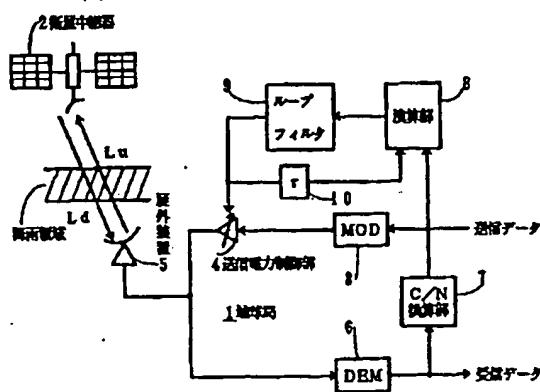 2 衛星中継器
9
ループ
フィルタ
8
演算部
Lu
Ld
降雨領域
屋外装置
5
r
10
4 送信電力制御部
MOD
3
送信データ
1 地球局
C/N
演算部
7
6
DEM
受信データ